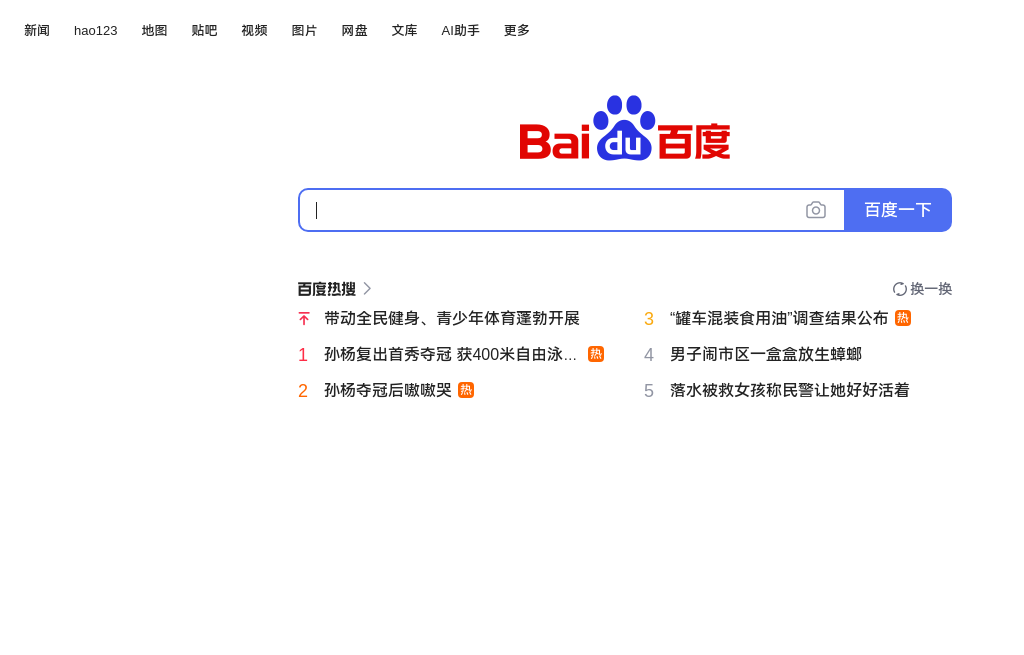 新闻 hao123 地图 贴吧 视频 图片 网盘 文库 AI助手 更多
Bai du 百度
百度一下
百度热搜 换一换
带动全民健身、青少年体育蓬勃开展
1 孙杨复出首秀夺冠 获400米自由泳... 热
2 孙杨夺冠后嗷嗷哭 热
3 “罐车混装食用油”调查结果公布 热
4 男子闹市区一盒盒放生蟑螂
5 落水被救女孩称民警让她好好活着